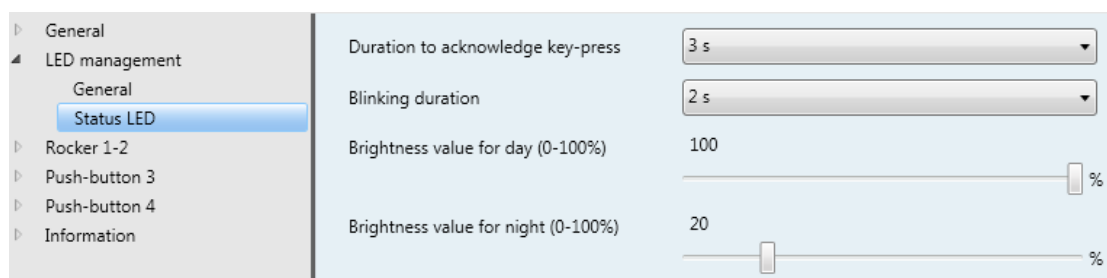 General
LED management
General
Status LED
Rocker 1-2
Push-button 3
Push-button 4
Information
Duration to acknowledge key-press 3 s
Blinking duration 2 s
Brightness value for day (0-100%) 100
%
Brightness value for night (0-100%) 20
%